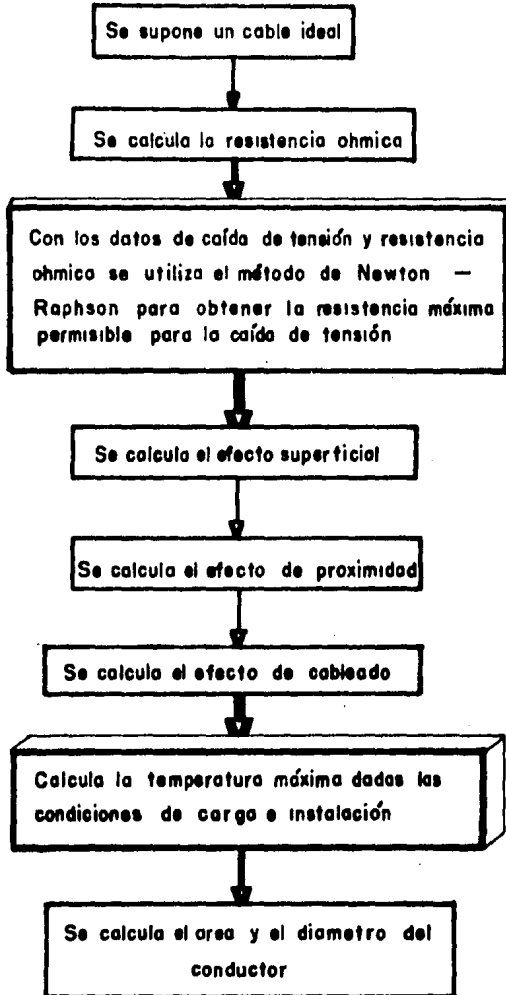 Se supone un cable ideal
Se calcula la resistencia ohmica
Con los datos de caída de tensión y resistencia
ohmica se utiliza el método de Newton —
Raphson para obtener la resistencia máxima
permisible para la caída de tensión
Se calcula el efecto superficial
Se calcula el efecto de proximidad
Se calcula el efecto de cableado
Calcula la temperatura máxima dadas las
condiciones de carga e instalación
Se calcula el area y el diametro del
conductor